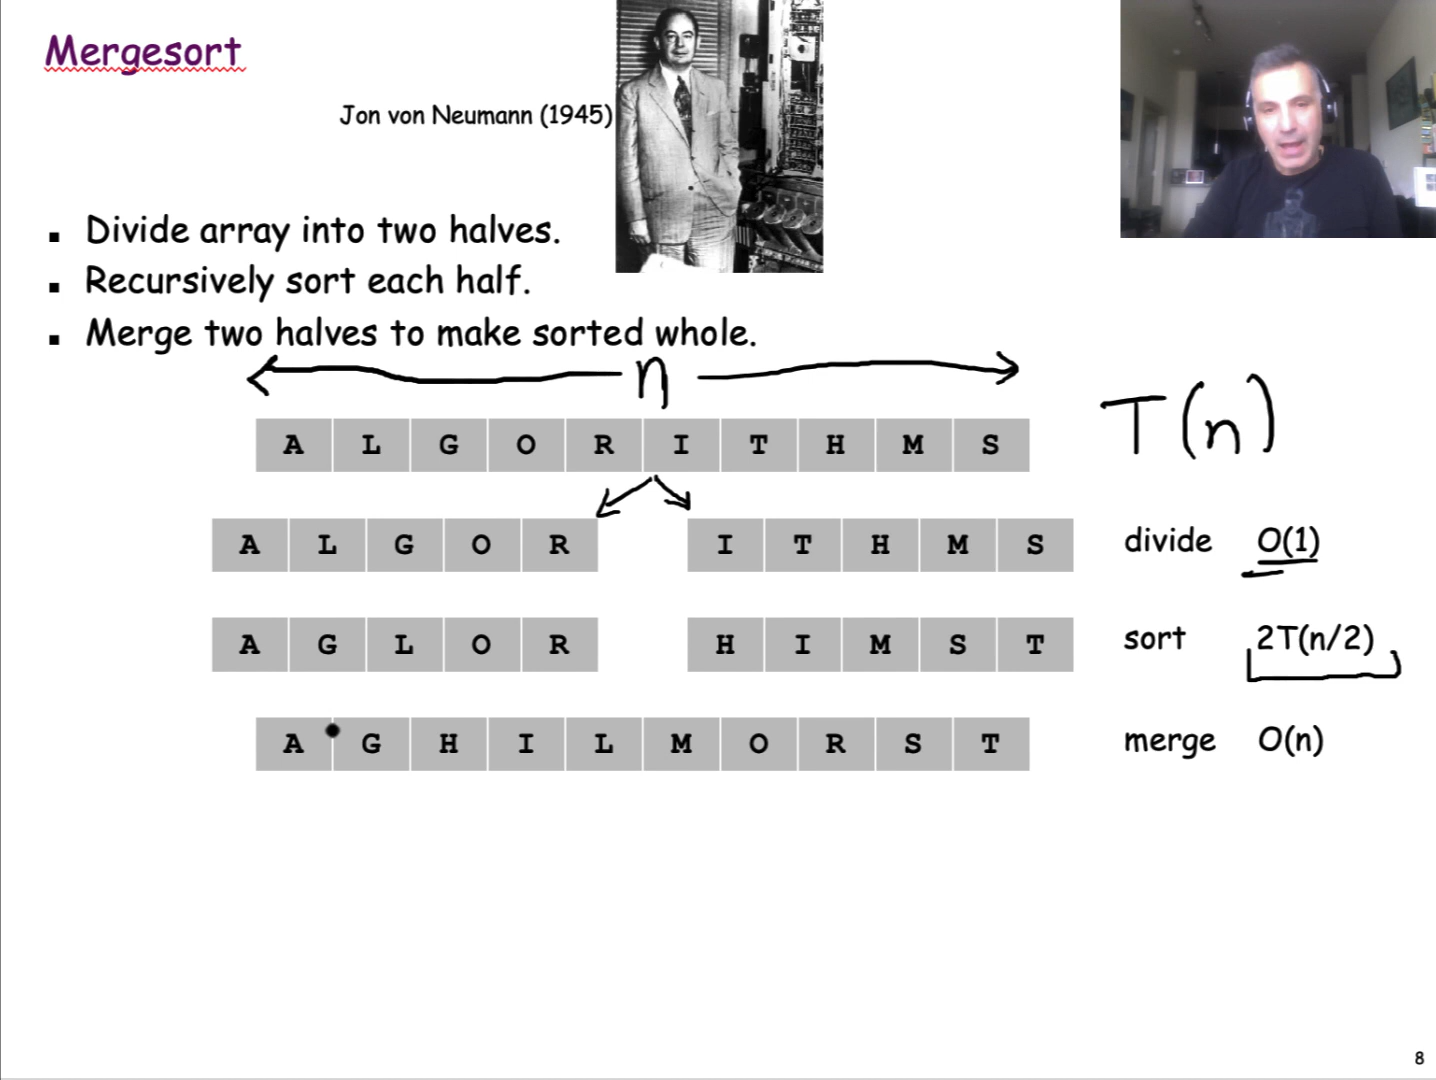 Mergesort
Jon von Neumann (1945)
▪ Divide array into two halves.
▪ Recursively sort each half.
▪ Merge two halves to make sorted whole.
n
A L G O R I T H M S
T(n)
A L G O R I T H M S divide O(1)
A G L O R H I M S T sort 2T(n/2)
A G H I L M O R S T merge O(n)
8